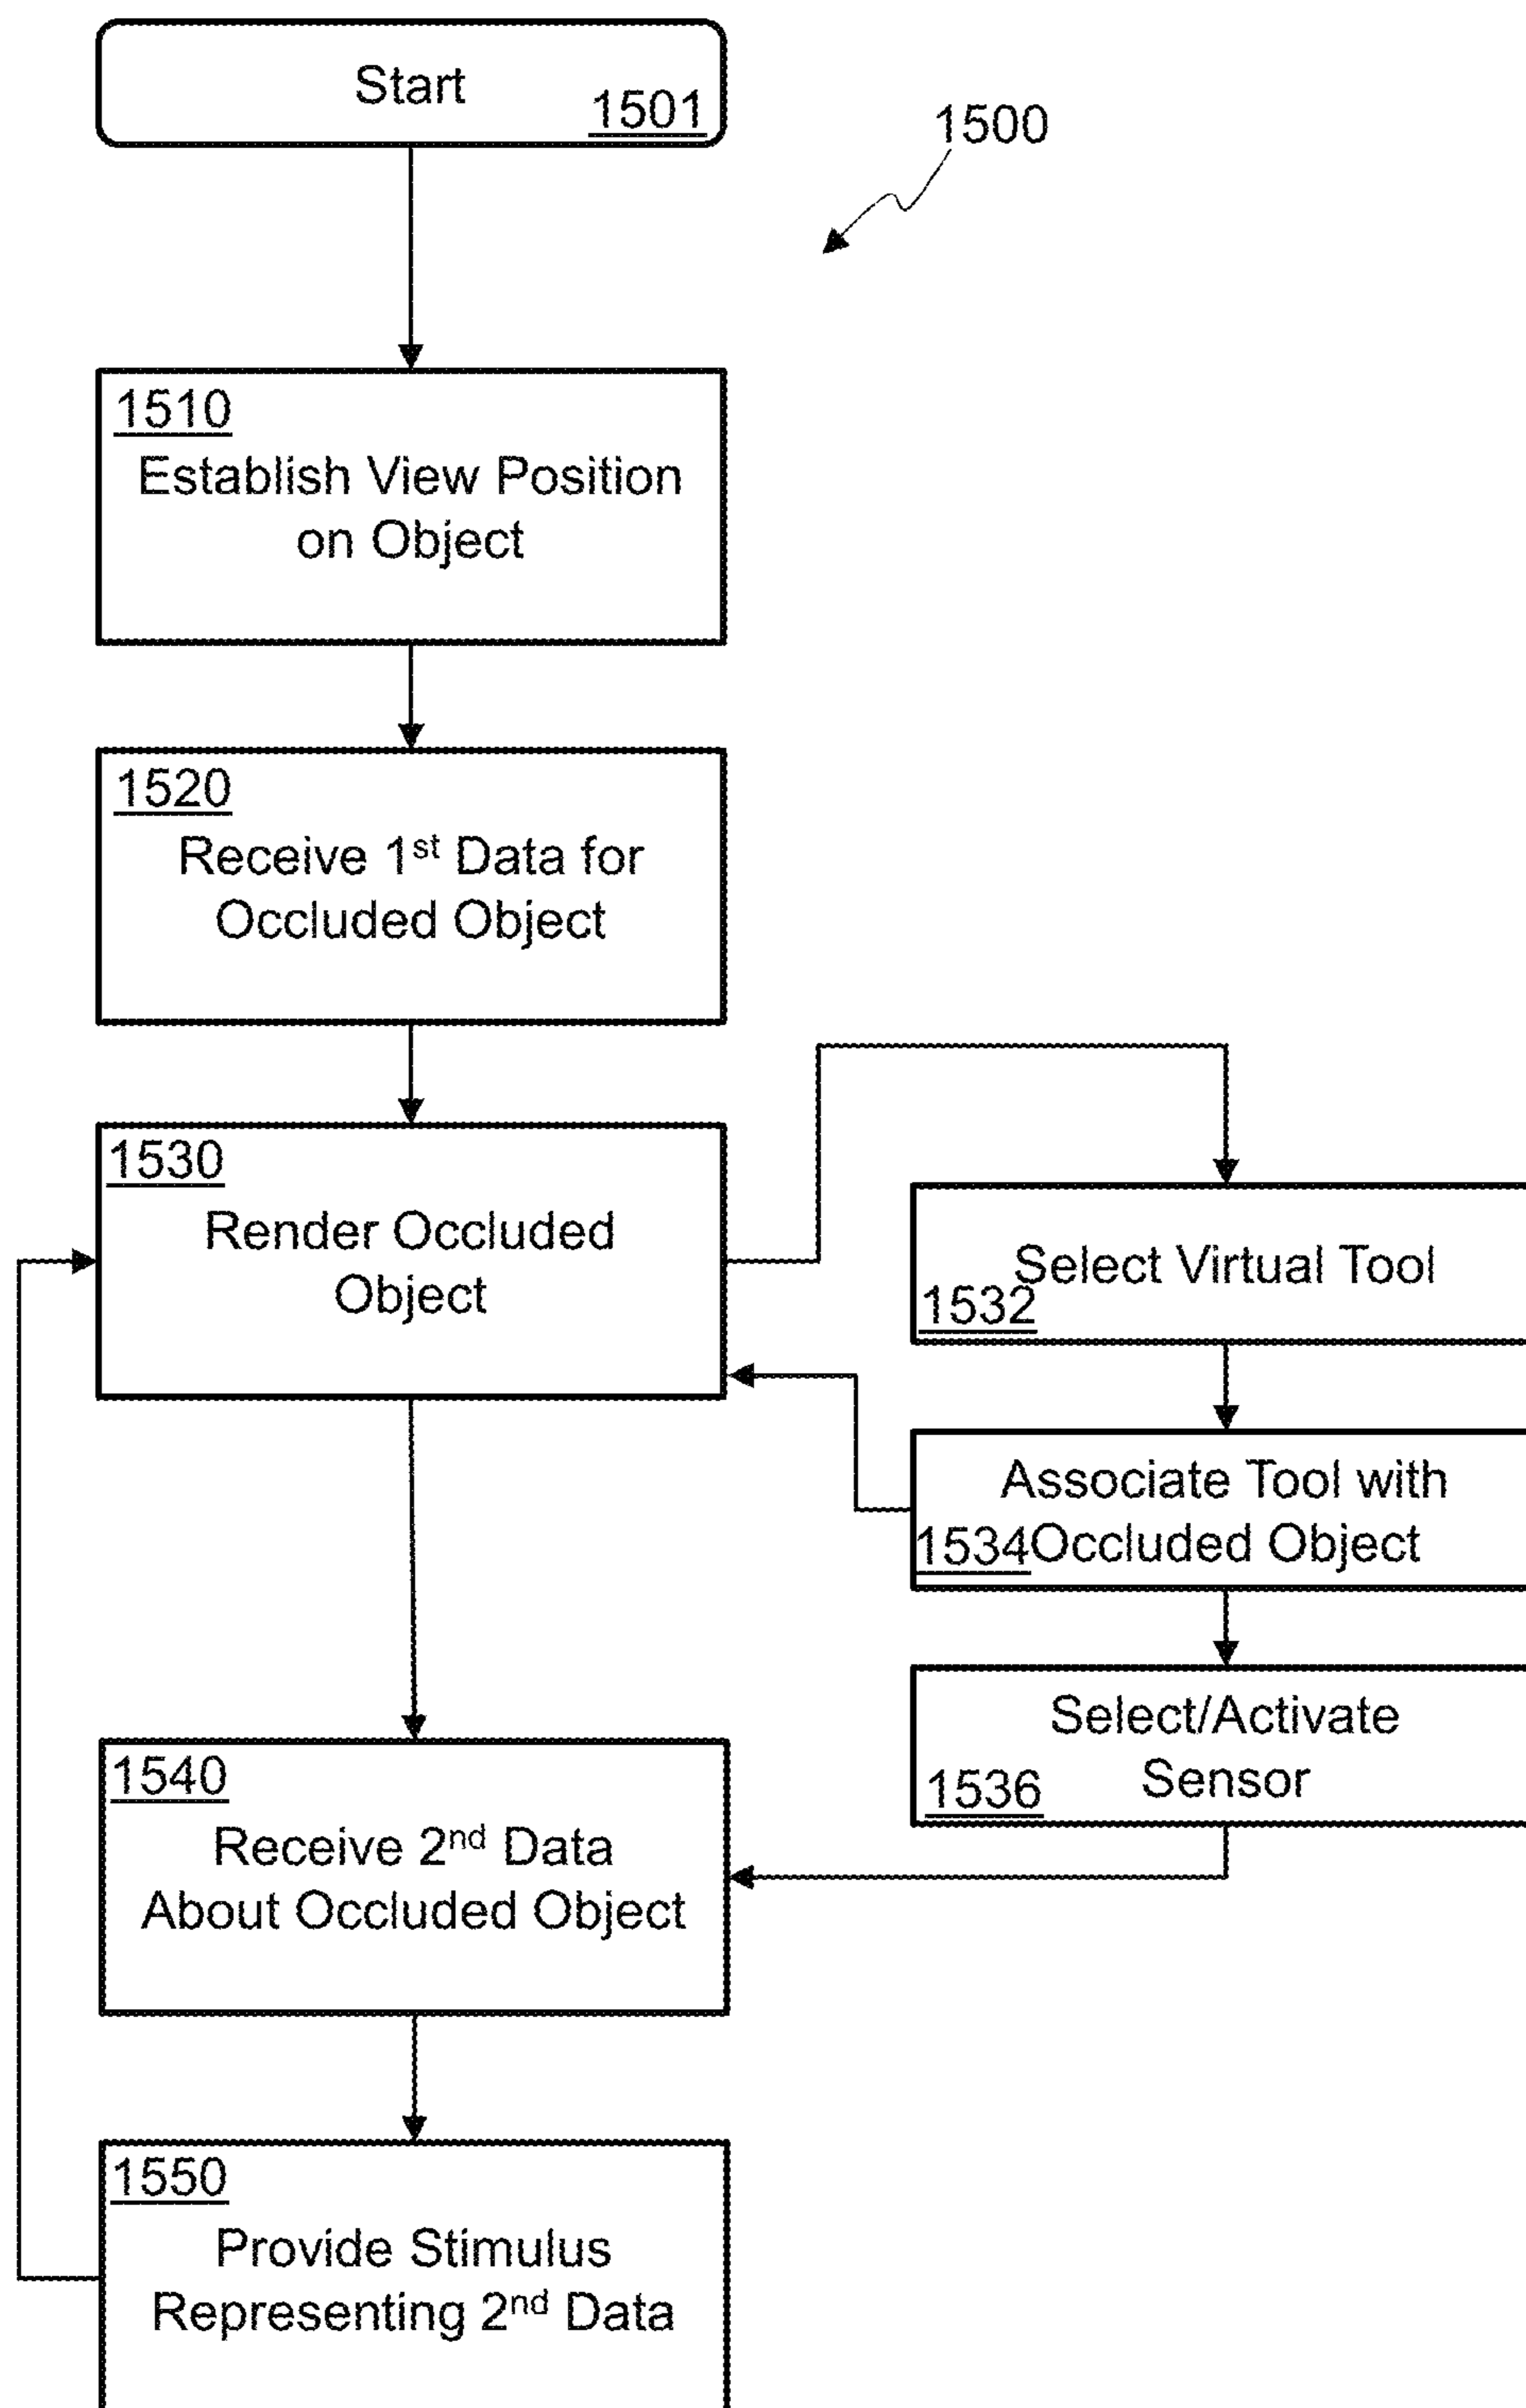 Start
1501
1500
1510
Establish View Position
on Object
1520
Receive 1st Data for
Occluded Object
1530
Render Occluded
Object
Select Virtual Tool
1532
Associate Tool with
1534 Occluded Object
Select/Activate
Sensor
1536
1540
Receive 2nd Data
About Occluded Object
1550
Provide Stimulus
Representing 2nd Data